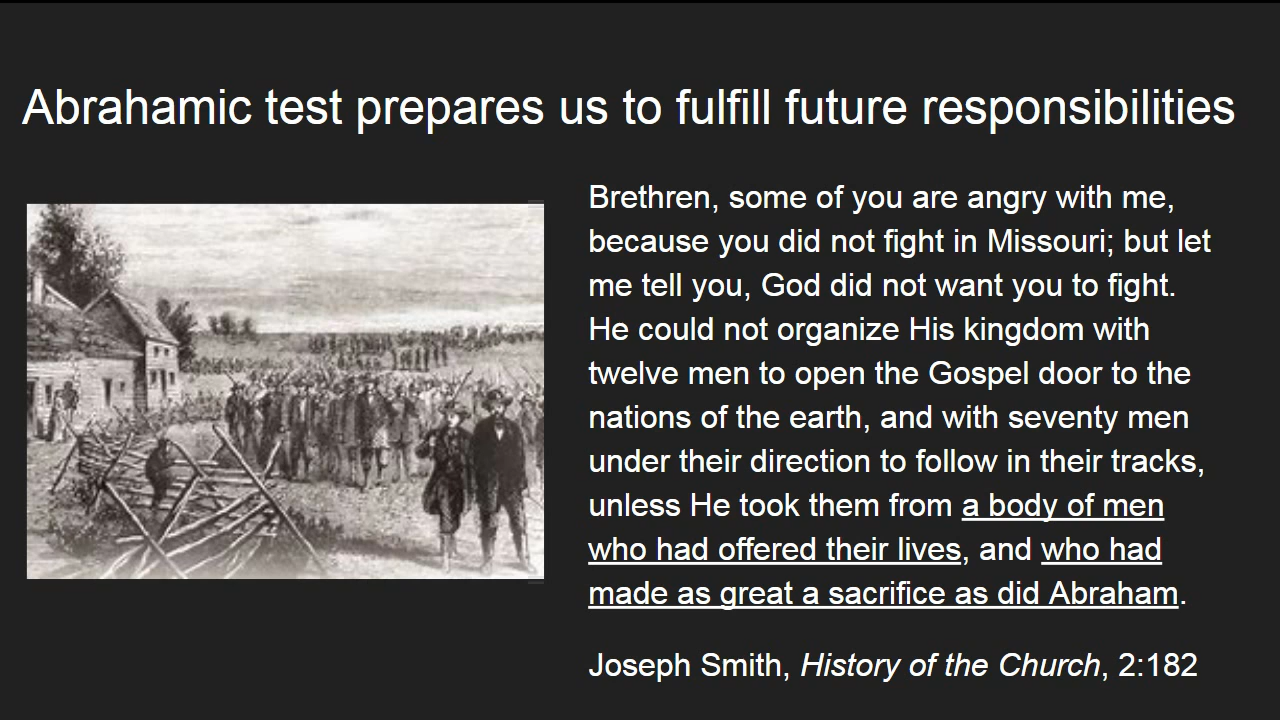 Abrahamic test prepares us to fulfill future responsibilities
Brethren, some of you are angry with me,
because you did not fight in Missouri; but let
me tell you, God did not want you to fight.
He could not organize His kingdom with
twelve men to open the Gospel door to the
nations of the earth, and with seventy men
under their direction to follow in their tracks,
unless He took them from a body of men
who had offered their lives, and who had
made as great a sacrifice as did Abraham.
Joseph Smith, History of the Church, 2:182